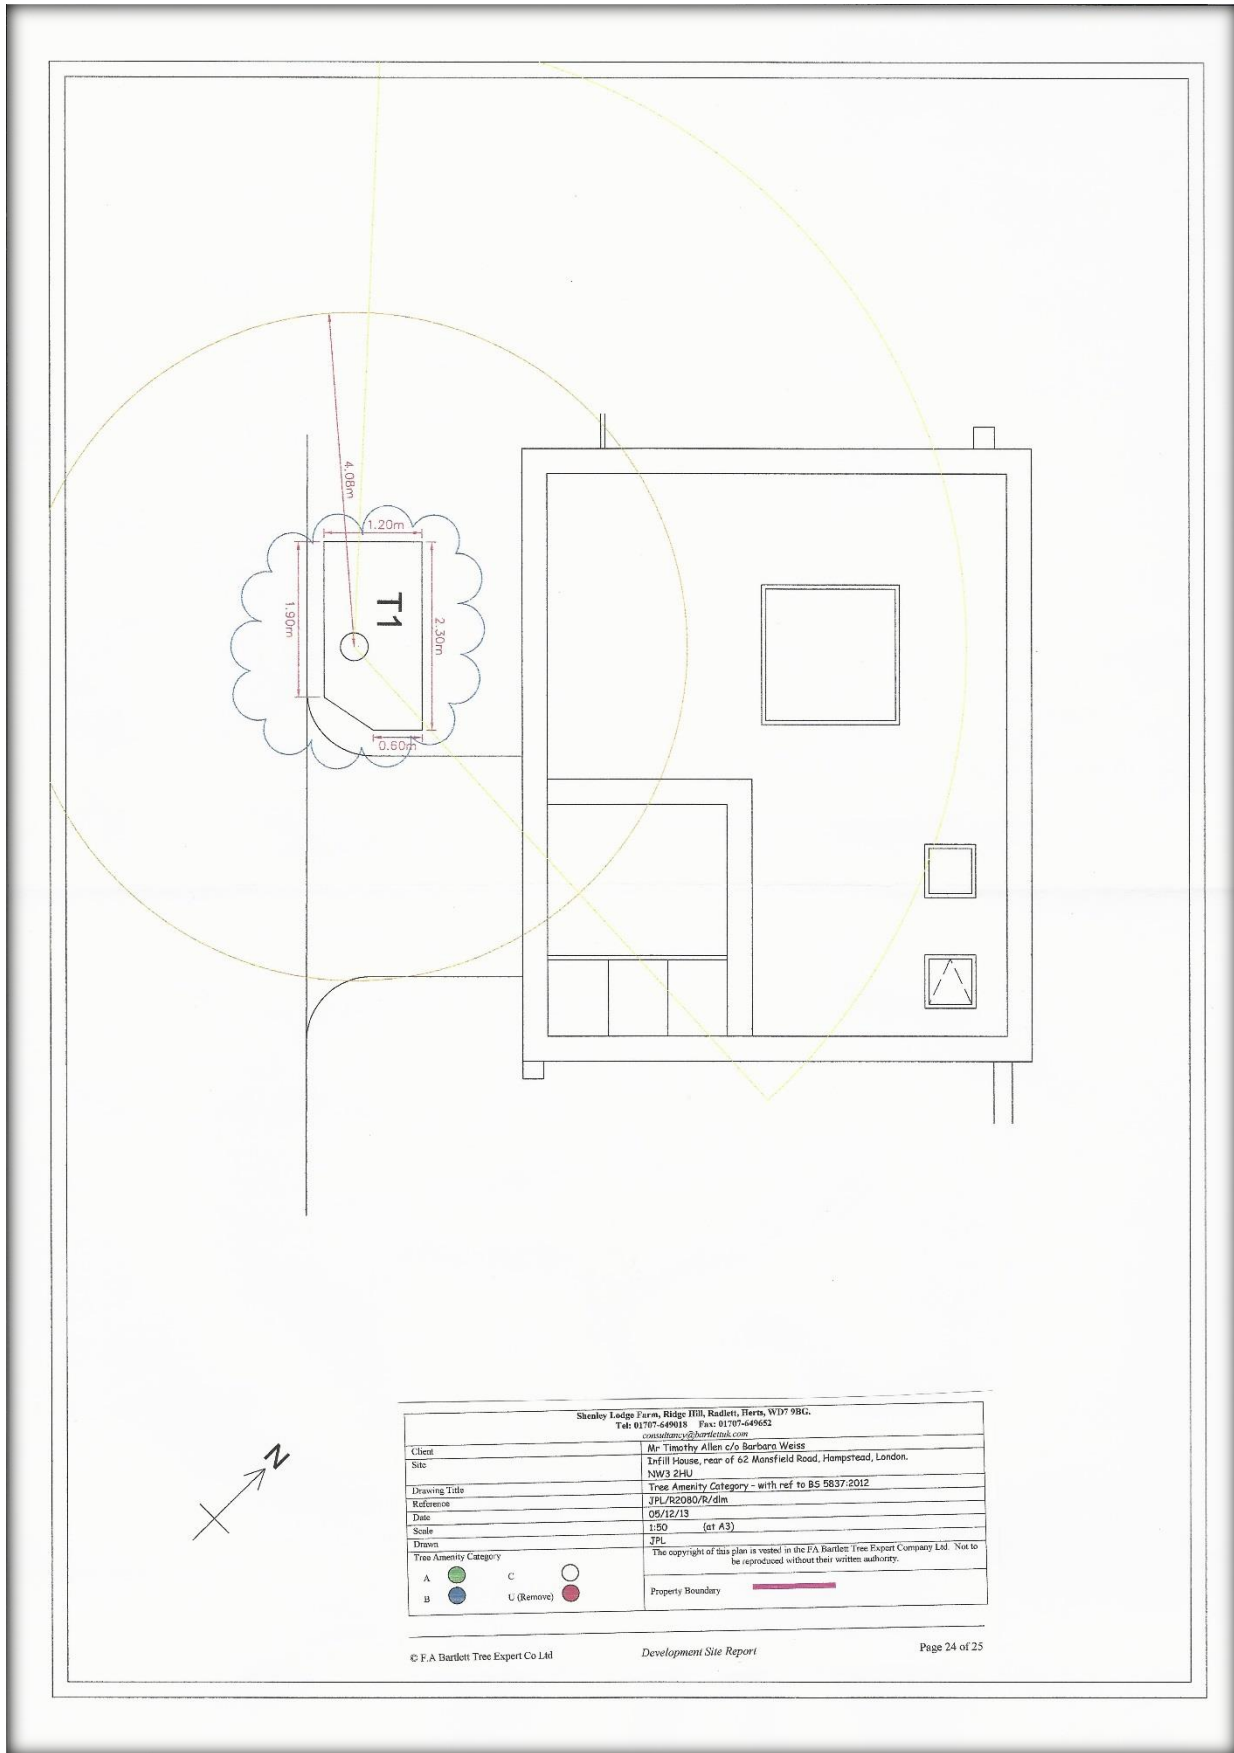 4.08m
1.20m
T1
1.90m
2.30m
0.60m
N
Shenley Lodge Farm, Ridge Hill, Radlett, Herts, WD7 9BG.
Tel: 01707-649018 Fax: 01707-649652
consultancy@bartlettuk.com
Client Mr Timothy Allen c/o Barbara Weiss
Site Infill House, rear of 62 Mansfield Road, Hampstead, London.
NW3 2HU
Drawing Title Tree Amenity Category - with ref to BS 5837:2012
Reference JPL/R2080/R/dlm
Date 05/12/13
Scale 1:50 (at A3)
Drawn JPL
Tree Amenity Category
A C
B U (Remove)
The copyright of this plan is vested in the FA Bartlett Tree Expert Company Ltd. Not to
be reproduced without their written authority.
Property Boundary
© F.A Bartlett Tree Expert Co Ltd Development Site Report Page 24 of 25